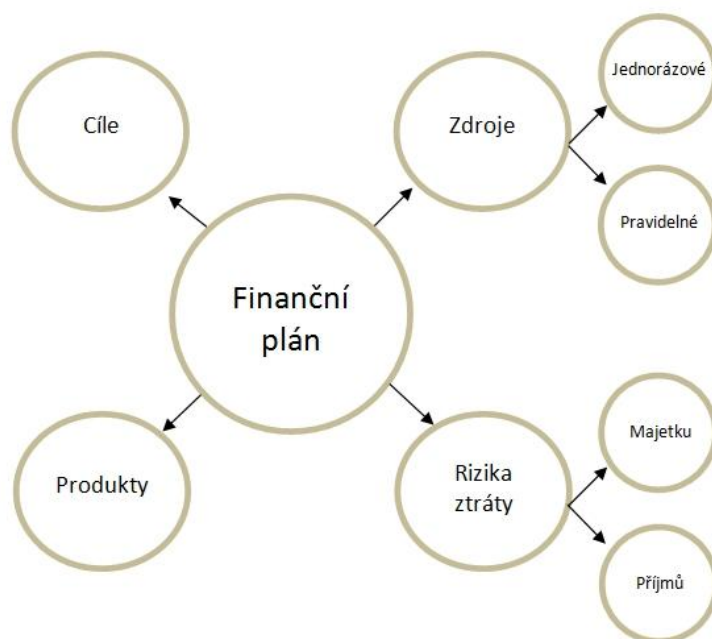 Cíle
Zdroje
Jednorázové
Pravidelné
Finanční
plán
Produkty
Rizika
ztráty
Majetku
Příjmů